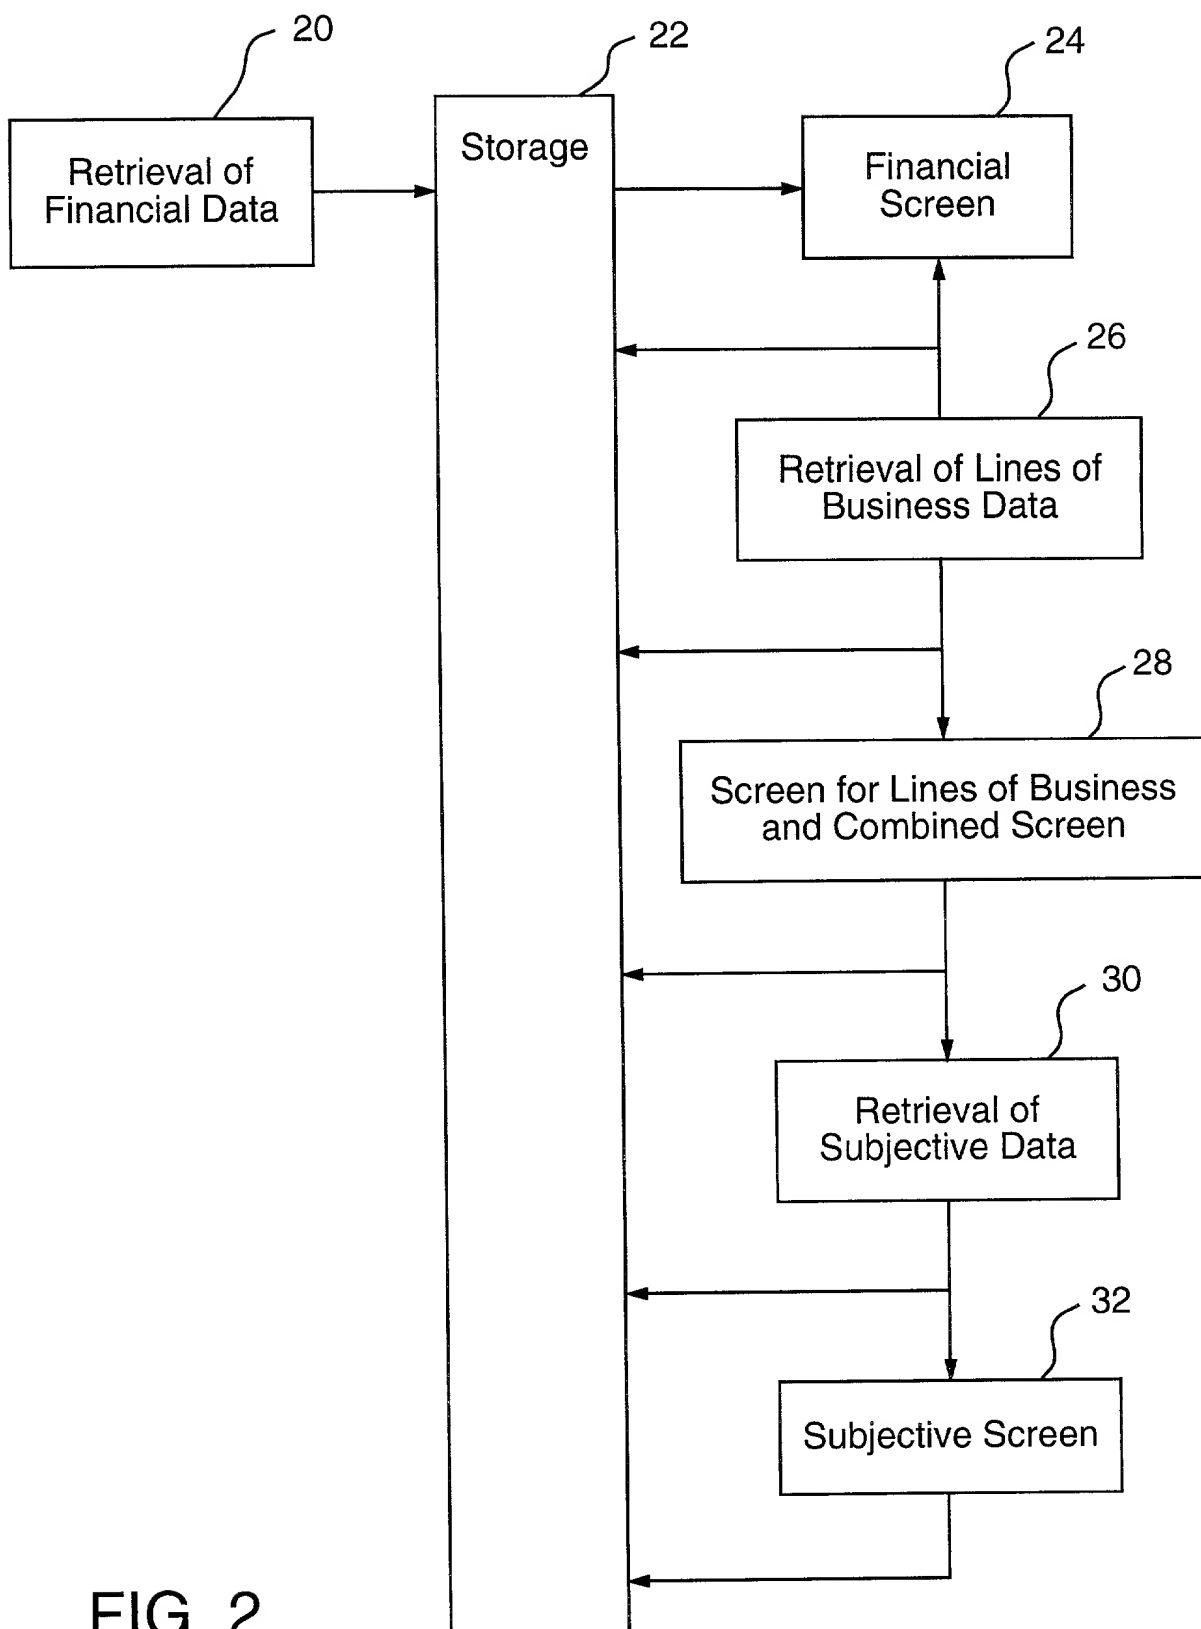 20
22
24
Retrieval of
Financial Data
Storage
Financial
Screen
26
Retrieval of Lines of
Business Data
28
Screen for Lines of Business
and Combined Screen
30
Retrieval of
Subjective Data
32
Subjective Screen
FIG. 2